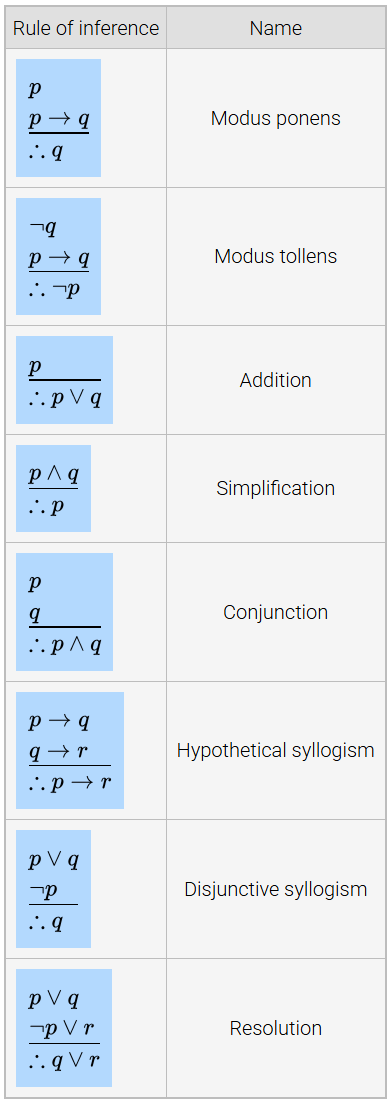 Rule of inference Name
p
p → q
∴ q
Modus ponens
¬q
p → q
∴ ¬p
Modus tollens
p
∴ p ∨ q
Addition
p ∧ q
∴ p
Simplification
p
q
∴ p ∧ q
Conjunction
p → q
q → r
∴ p → r
Hypothetical syllogism
p ∨ q
¬p
∴ q
Disjunctive syllogism
p ∨ q
¬p ∨ r
∴ q ∨ r
Resolution